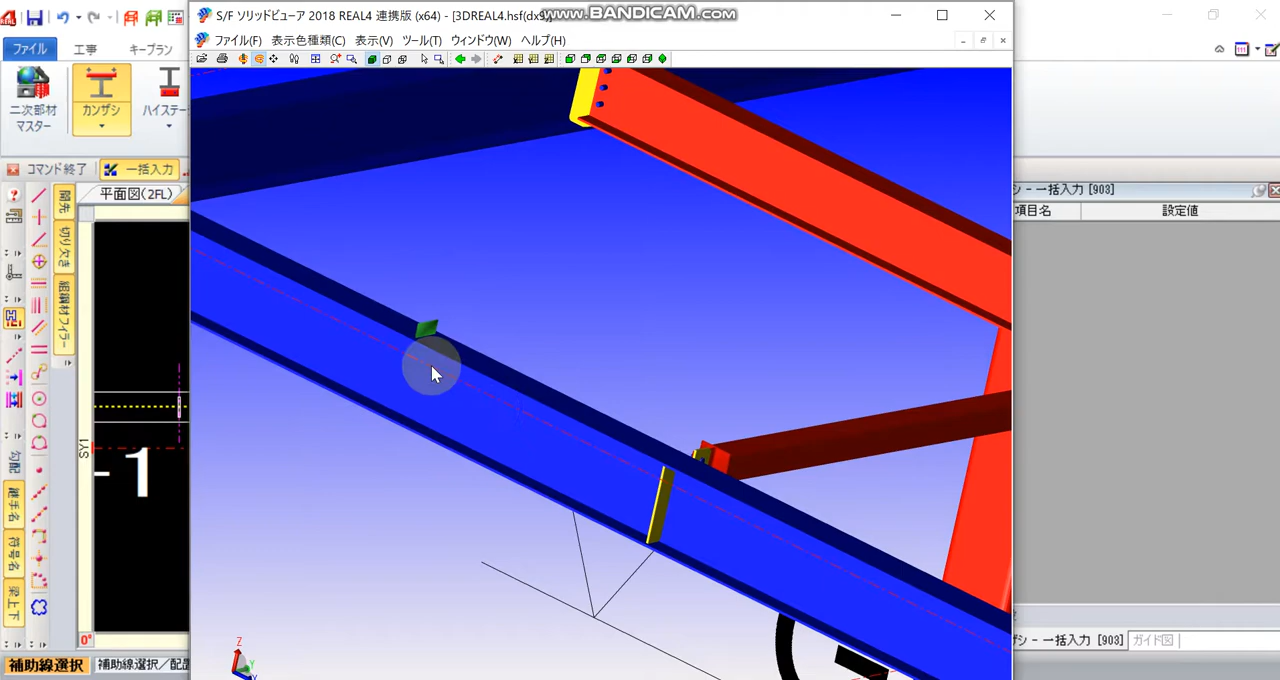 S/F ソリッドビューア 2018 REAL4 連携版 (x64) - [3DREAL4.hsf(dx9)]
www.BANDICAM.com
ファイル(F) 表示色種類(C) 表示(V) ツール(T) ウィンドウ(W) ヘルプ(H)
ファイル 工事 キープラン
二次部材
マスター
カンザシ
ハイステー
コマンド終了 一括入力
平面図(2FL)
シ - 一括入力 [903]
項目名 設定値
開先
切り欠き
組鋼材フィラー
勾配
継手名
符号名
梁上下
SY1
-1
0°
Z
Y
X
ザシ - 一括入力 [903] ガイド図
補助線選択 補助線選択／配